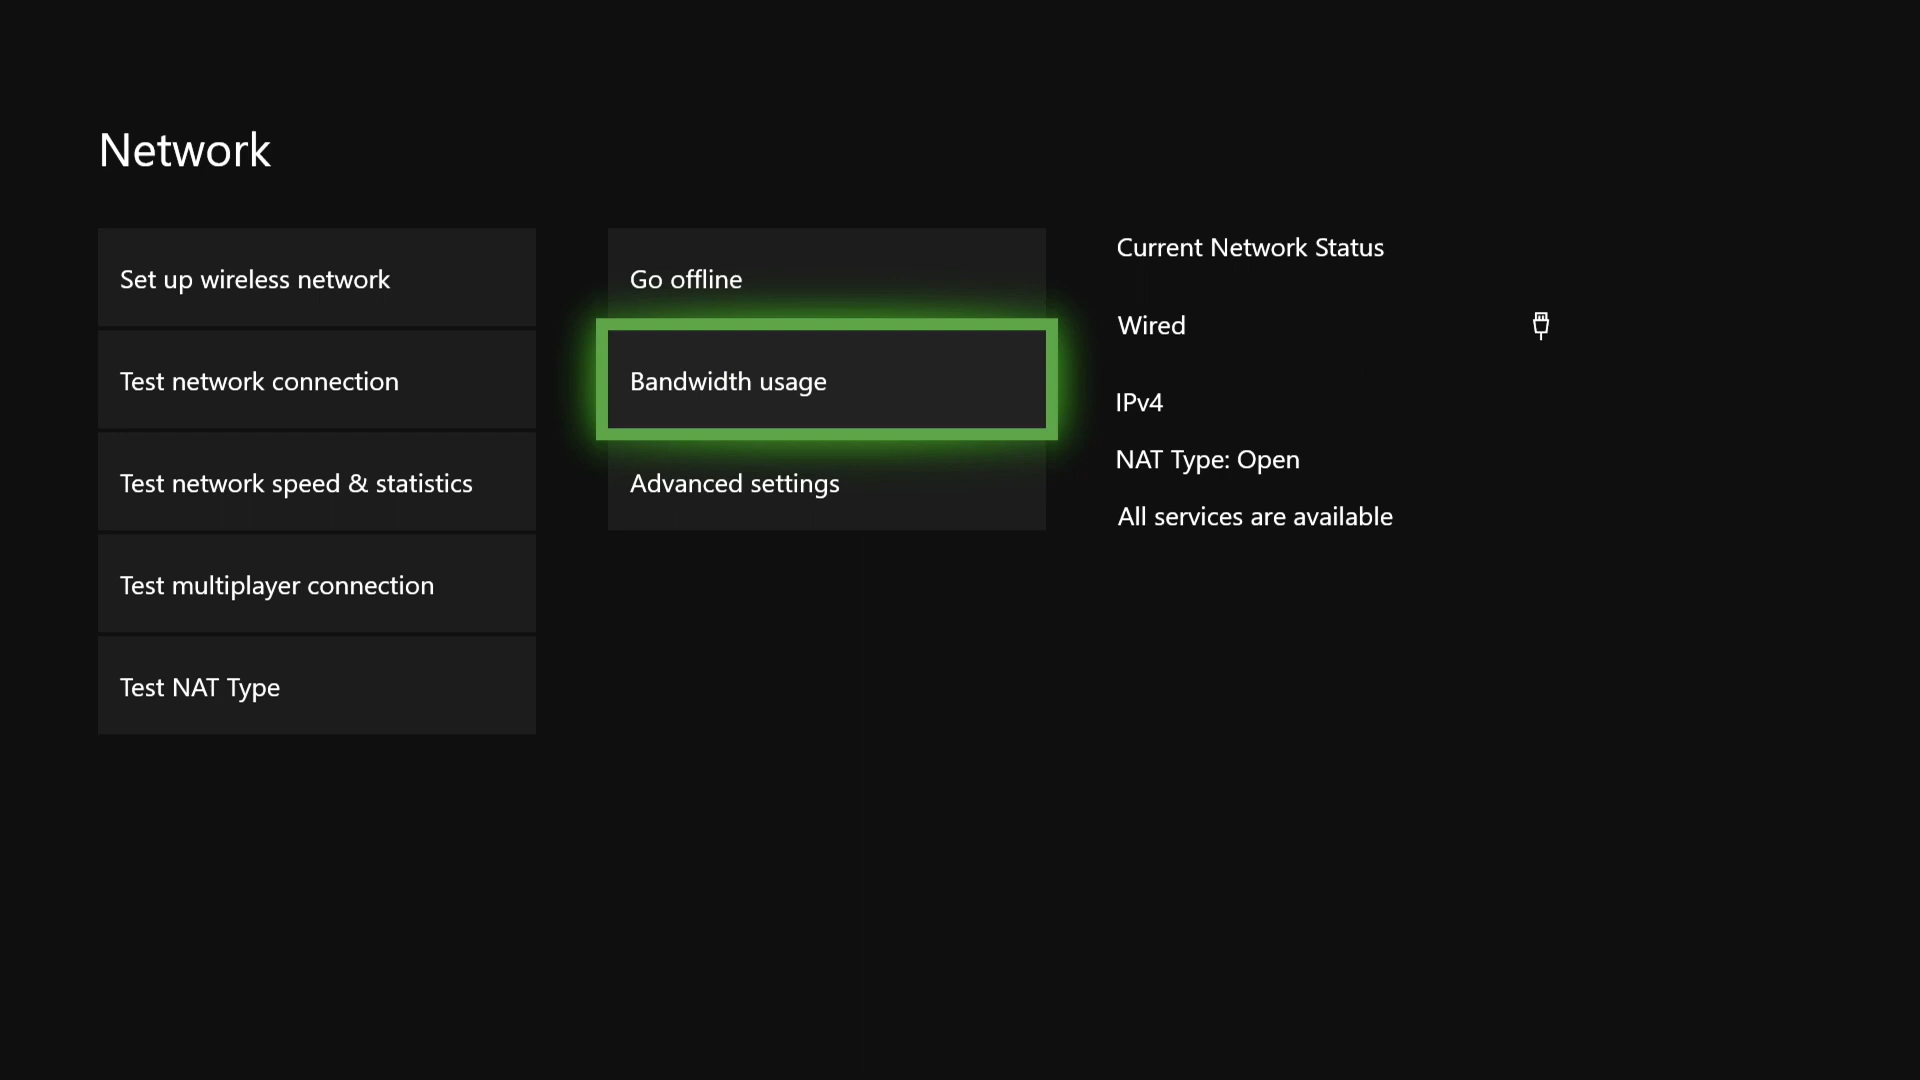 Network
Set up wireless network
Test network connection
Test network speed & statistics
Test multiplayer connection
Test NAT Type
Go offline
Bandwidth usage
Advanced settings
Current Network Status
Wired
IPv4
NAT Type: Open
All services are available